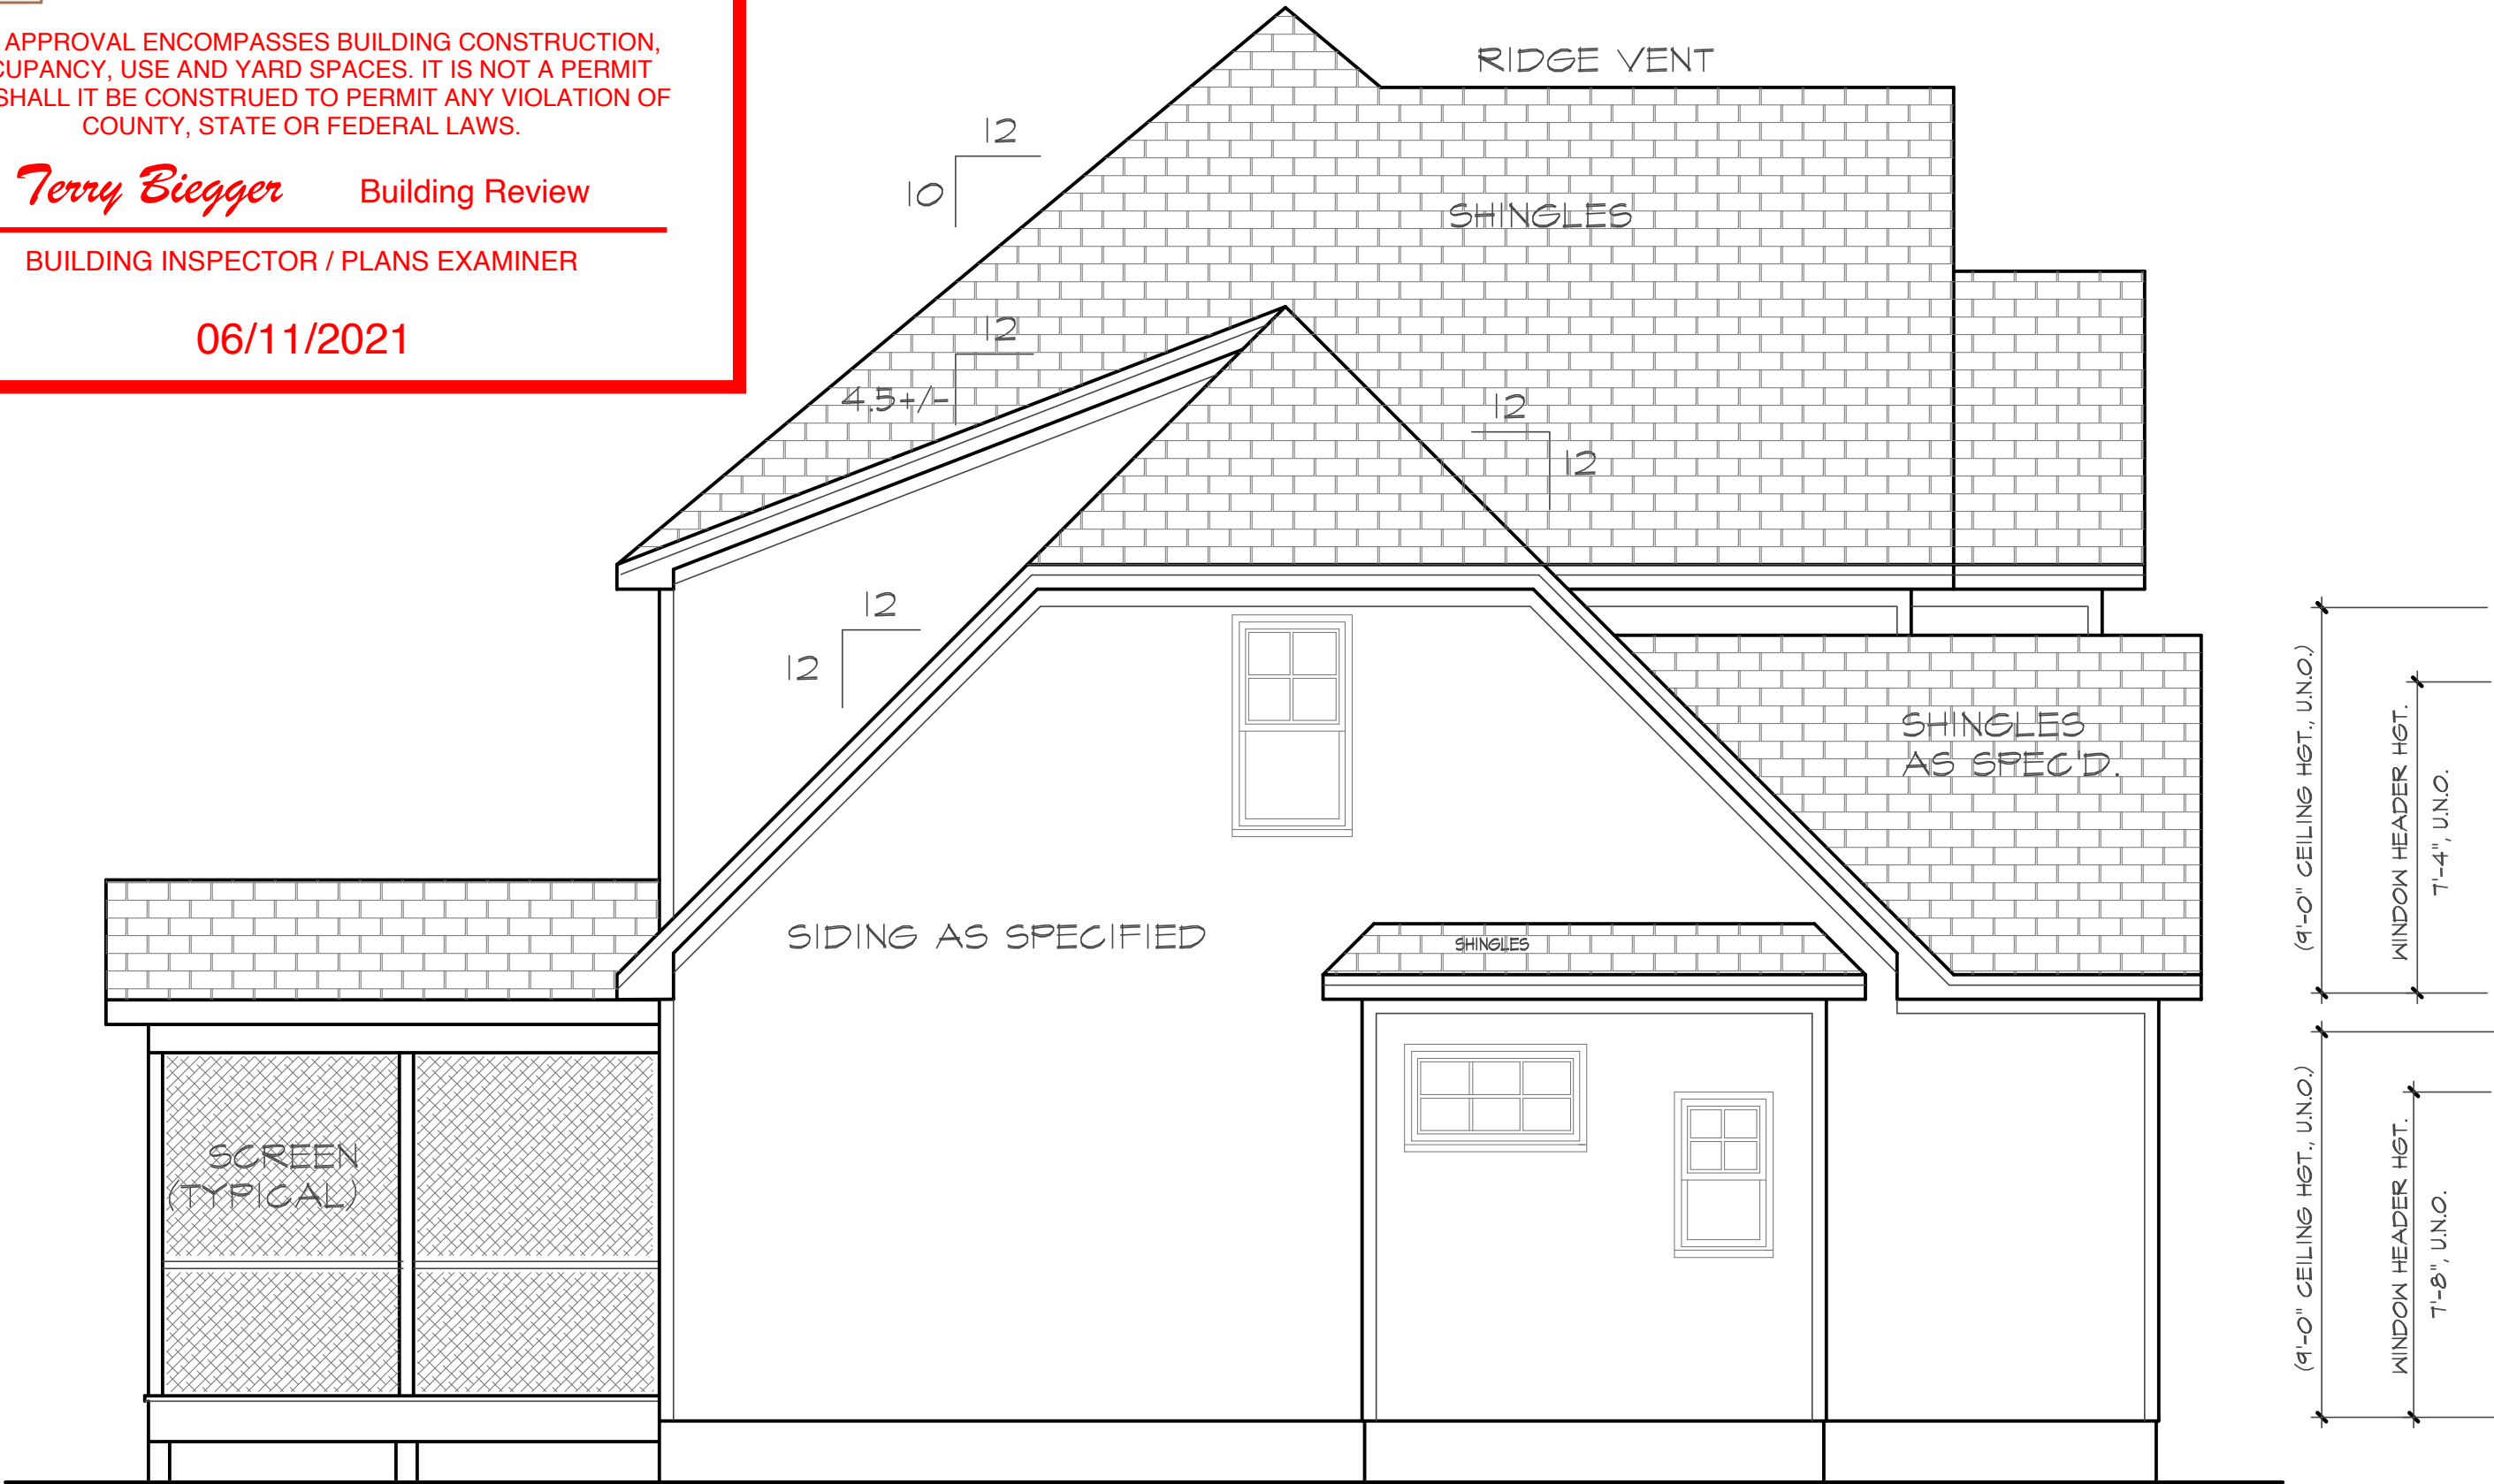 APPROVAL ENCOMPASSES BUILDING CONSTRUCTION,
CUPANCY, USE AND YARD SPACES. IT IS NOT A PERMIT
SHALL IT BE CONSTRUED TO PERMIT ANY VIOLATION OF
COUNTY, STATE OR FEDERAL LAWS.
Terry Biegger Building Review
BUILDING INSPECTOR / PLANS EXAMINER
06/11/2021
RIDGE VENT
12
10
SHINGLES
12
4.5+/-
12
12
12
12
SHINGLES
AS SPEC'D.
SIDING AS SPECIFIED
SHINGLES
SCREEN
(TYPICAL)
(9'-0" CEILING HGT., U.N.O.)
WINDOW HEADER HGT.
7'-4", U.N.O.
(9'-0" CEILING HGT., U.N.O.)
WINDOW HEADER HGT.
7'-8", U.N.O.